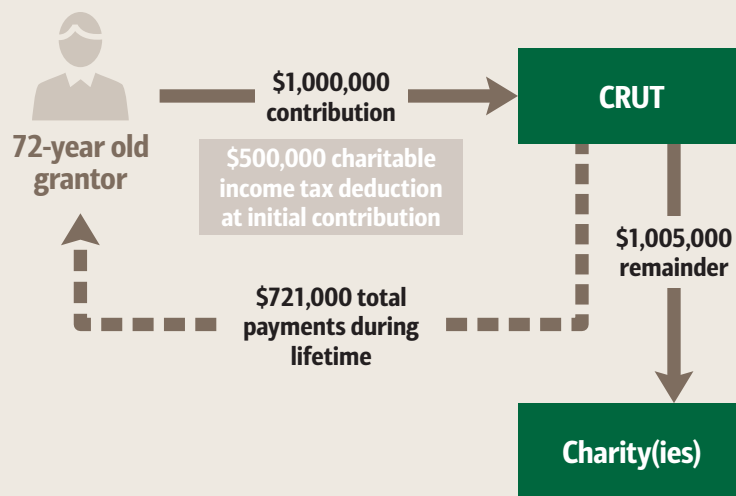 $1,000,000
contribution
CRUT
72-year old
grantor
$500,000 charitable
income tax deduction
at initial contribution
$1,005,000
remainder
$721,000 total
payments during
lifetime
Charity(ies)